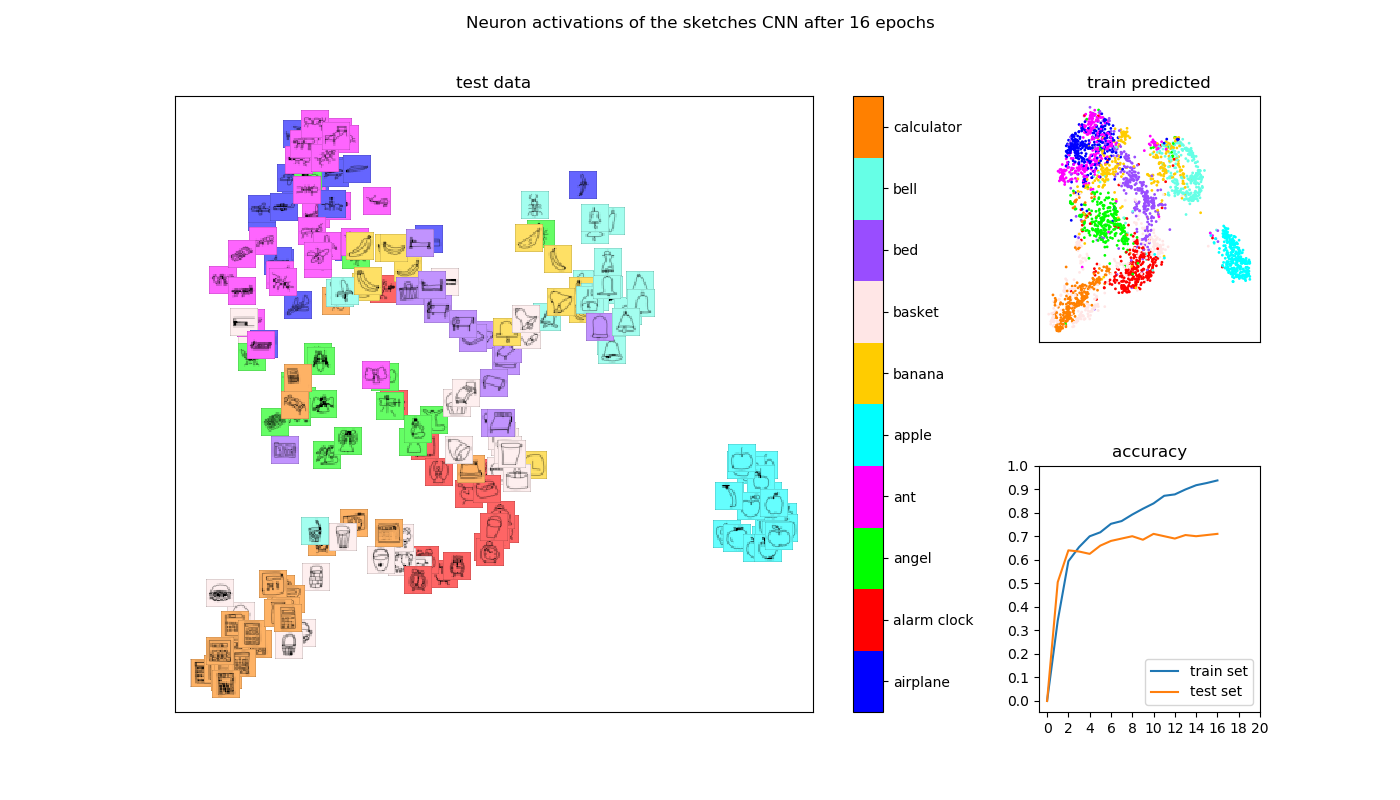 Neuron activations of the sketches CNN after 16 epochs
test data
calculator
bell
bed
basket
banana
apple
ant
angel
alarm clock
airplane
train predicted
accuracy
1.0
0.9
0.8
0.7
0.6
0.5
0.4
0.3
0.2
0.1
0.0
train set
test set
0 2 4 6 8 10 12 14 16 18 20